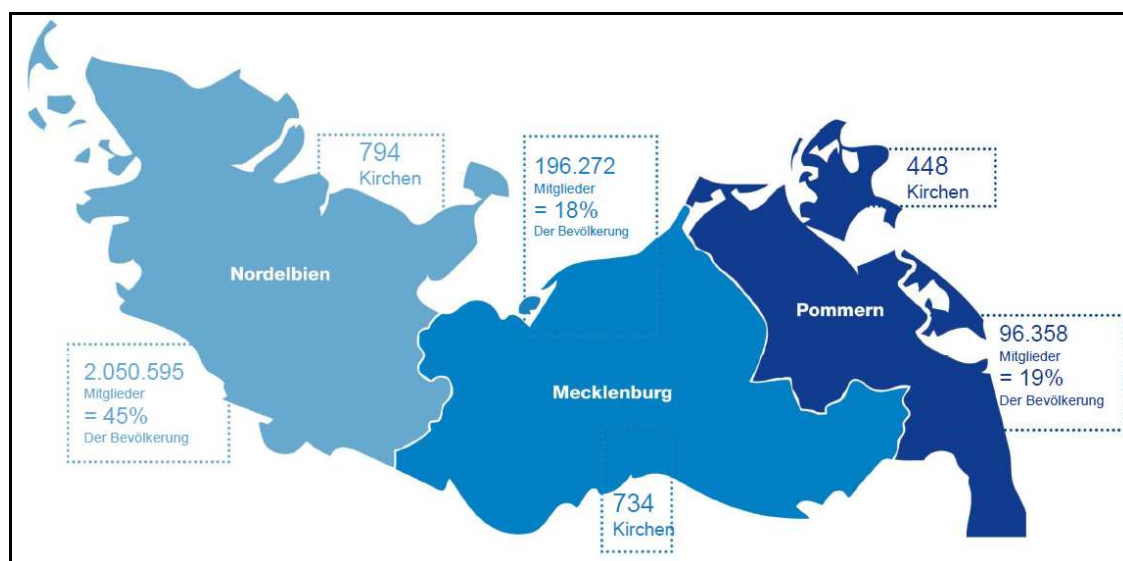 794
Kirchen
196.272
Mitglieder
= 18%
Der Bevölkerung
448
Kirchen
Nordelbien
Pommern
96.358
Mitglieder
= 19%
Der Bevölkerung
2.050.595
Mitglieder
= 45%
Der Bevölkerung
Mecklenburg
734
Kirchen